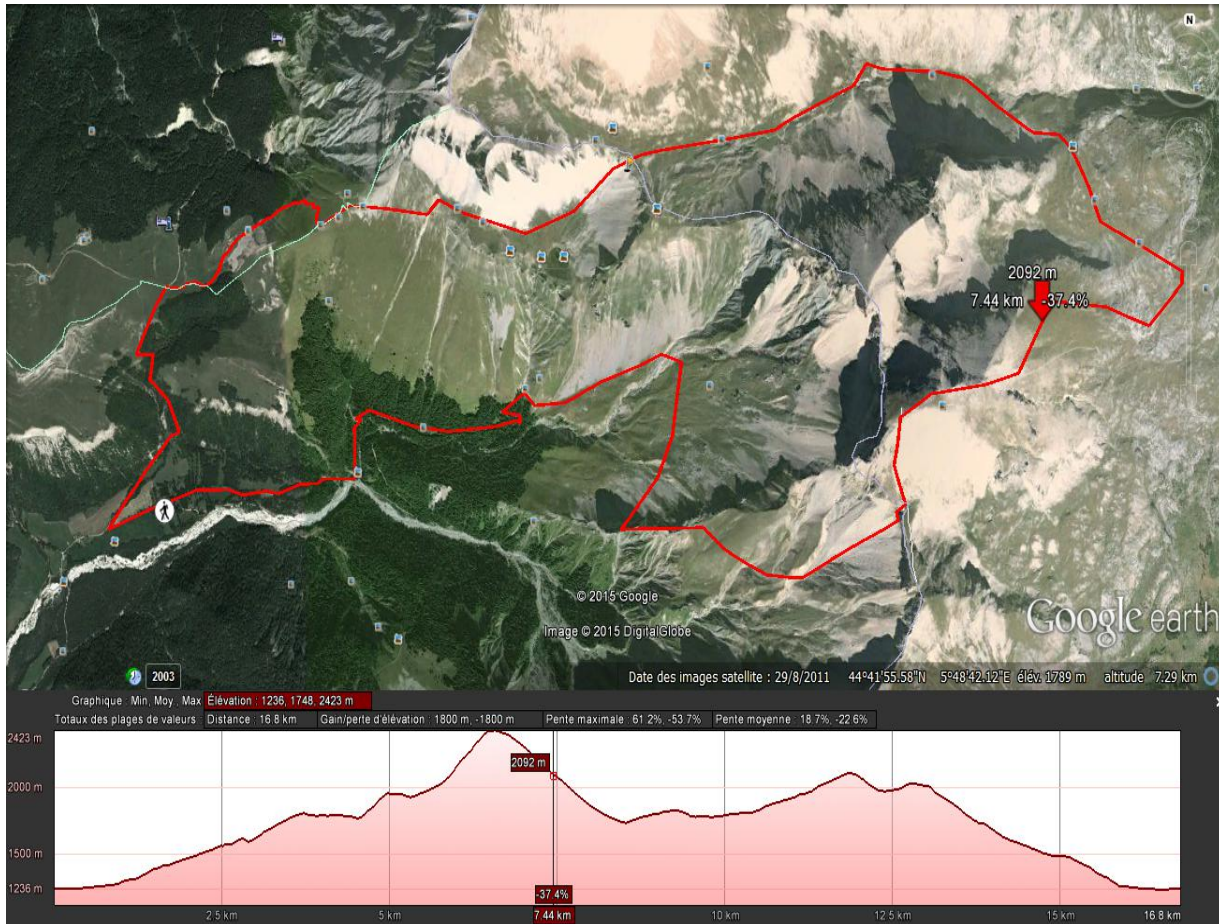 N
2092 m
7.44 km -37.4%
© 2015 Google
Image © 2015 DigitalGlobe
Google earth
2003
Date des images satellite : 29/8/2011 44°41'55.58"N 5°48'42.12"E élév. 1789 m altitude 7.29 km
Graphique : Min, Moy, Max Élévation : 1236, 1748, 2423 m
Totaux des plages de valeurs : Distance : 16.8 km Gain/perte d'élévation : 1800 m, -1800 m Pente maximale : 61.2%, -53.7% Pente moyenne : 18.7%, -22.6%
2423 m
2092 m
2000 m
1500 m
1236 m
-37.4%
2.5 km 5 km 7.44 km 10 km 12.5 km 15 km 16.8 km